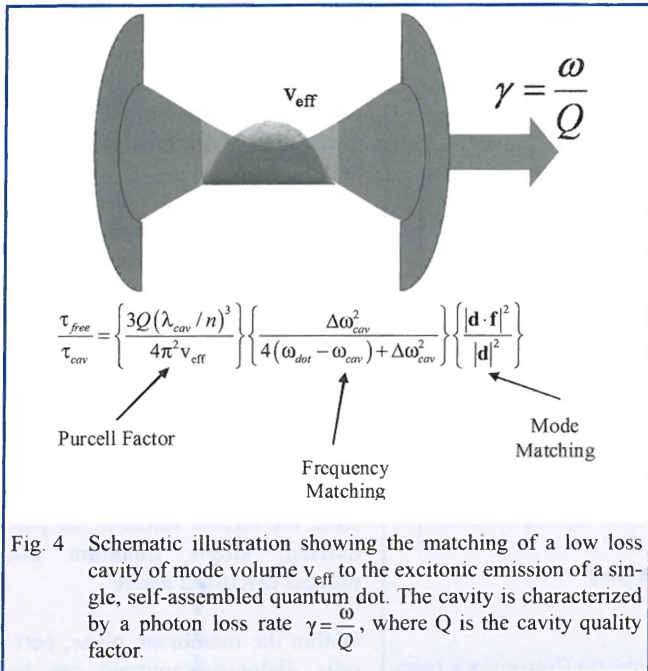 v_eff
γ = ω/Q
τ_free/τ_cav = {3Q(λ_cav/n)^3/4π^2v_eff}{Δω_cav^2/4(ω_dot − ω_cav)+Δω_cav^2}{|d·f|^2/|d|^2}
Purcell Factor
Mode
Matching
Frequency
Matching
Fig. 4 Schematic illustration showing the matching of a low loss
cavity of mode volume v_eff to the excitonic emission of a sin-
gle, self-assembled quantum dot. The cavity is characterized
by a photon loss rate γ=ω/Q, where Q is the cavity quality
factor.